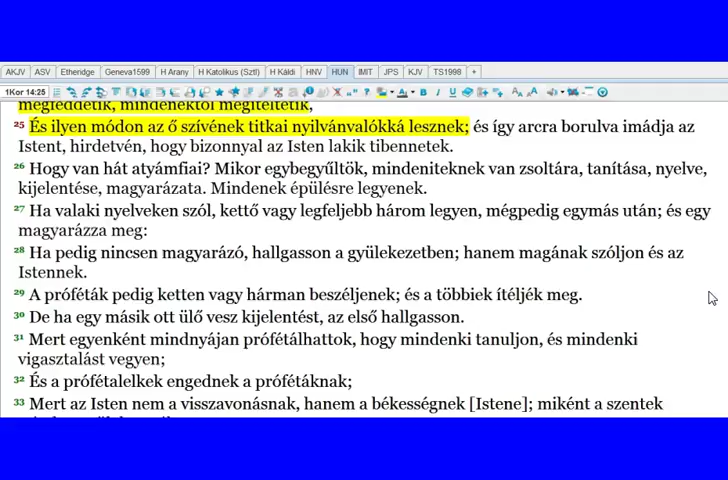 AKJV ASV Etheridge Geneva1599 H Arany H Katolikus (Sztl) H Káldi HNV HUN IMIT JPS KJV TS1998 +
1Kor 14:25
megfeddetik, mindenektől megítéltetik,
25 És ilyen módon az ő szívének titkai nyilvánvalókká lesznek; és így arcra borulva imádja az
Istent, hirdetvén, hogy bizonnyal az Isten lakik tibennetek.
26 Hogy van hát atyámfiai? Mikor egybegyűltök, mindeniteknek van zsoltára, tanítása, nyelve,
kijelentése, magyarázata. Mindenek épülésre legyenek.
27 Ha valaki nyelveken szól, kettő vagy legfeljebb három legyen, mégpedig egymás után; és egy
magyarázza meg:
28 Ha pedig nincsen magyarázó, hallgasson a gyülekezetben; hanem magának szóljon és az
Istennek.
29 A próféták pedig ketten vagy hárman beszéljenek; és a többiek ítéljék meg.
30 De ha egy másik ott ülő vesz kijelentést, az első hallgasson.
31 Mert egyenként mindnyájan prófétálhattok, hogy mindenki tanuljon, és mindenki
vigasztalást vegyen;
32 És a prófétalelkek engednek a prófétáknak;
33 Mert az Isten nem a visszavonásnak, hanem a békességnek [Istene]; miként a szentek